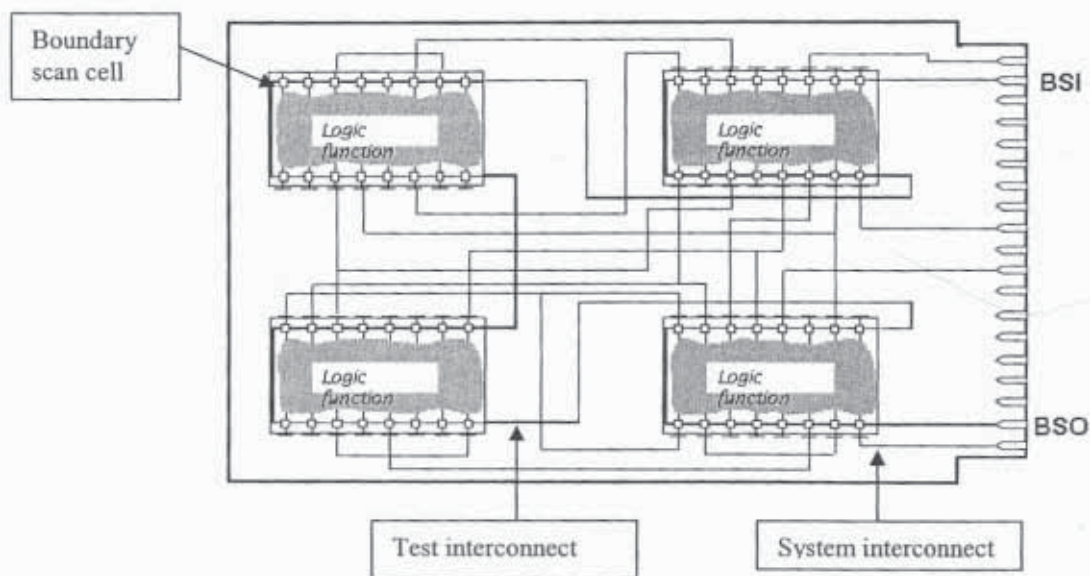 Boundary
scan cell
BSI
Logic
function
Logic
function
Logic
function
Logic
function
BSO
Test interconnect
System interconnect